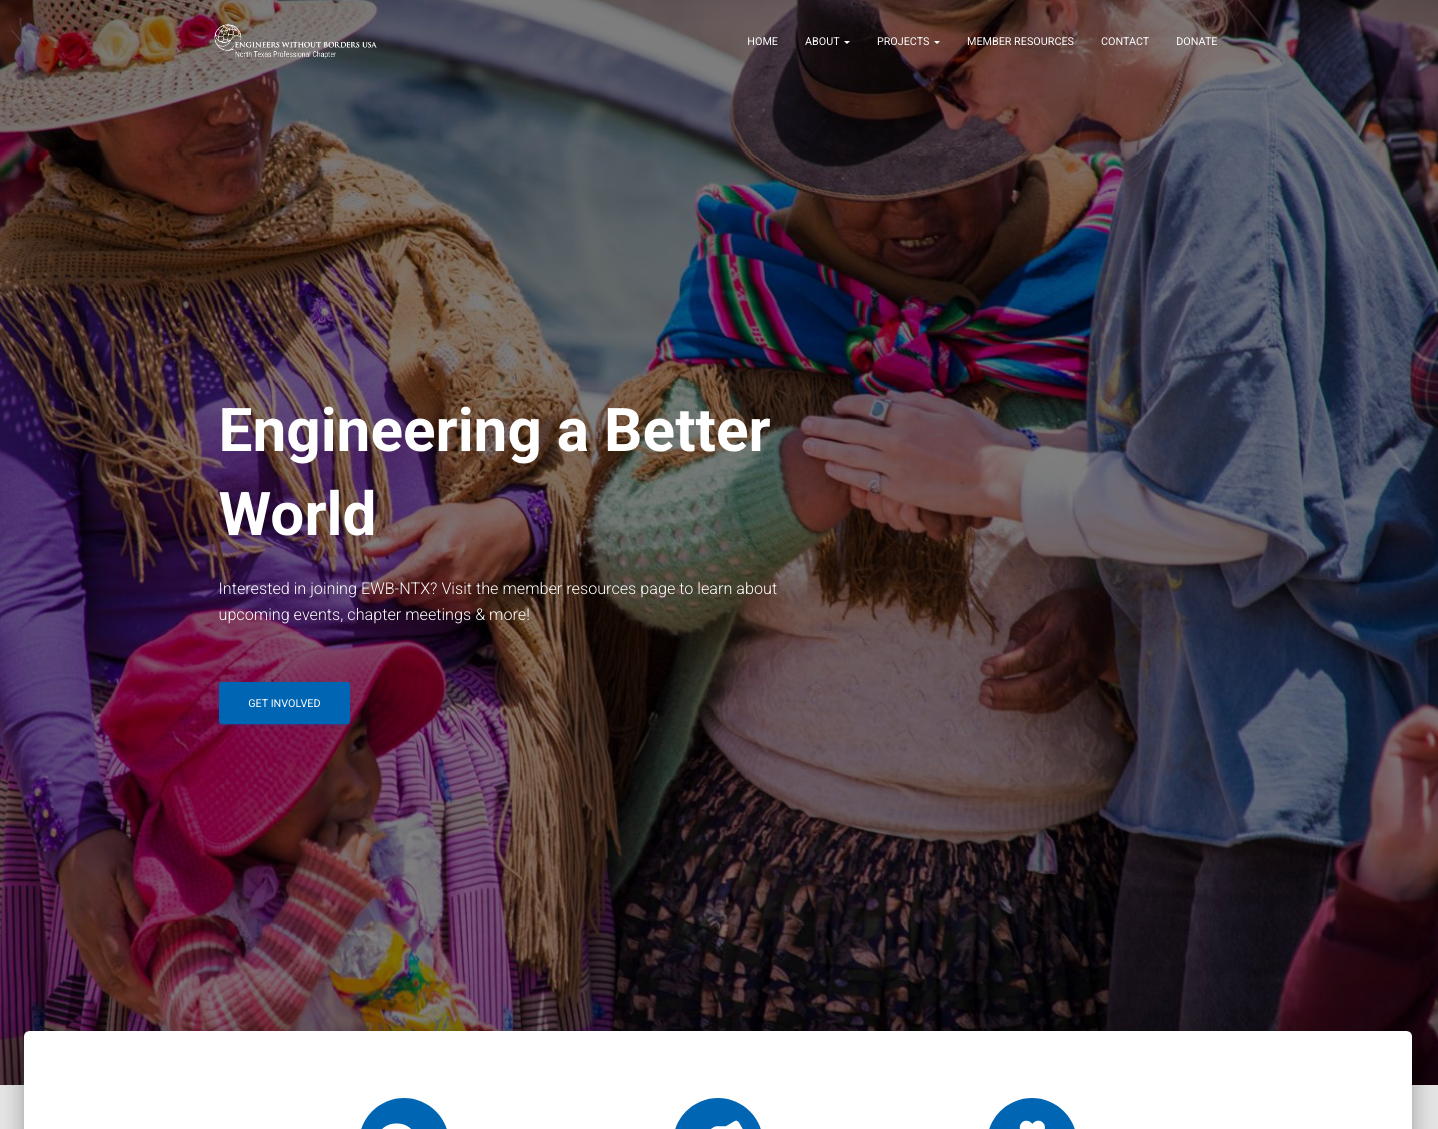 ENGINEERS WITHOUT BORDERS USA
North Texas Professional Chapter
HOME ABOUT PROJECTS MEMBER RESOURCES CONTACT DONATE
Engineering a Better
World
Interested in joining EWB-NTX? Visit the member resources page to learn about
upcoming events, chapter meetings & more!
GET INVOLVED